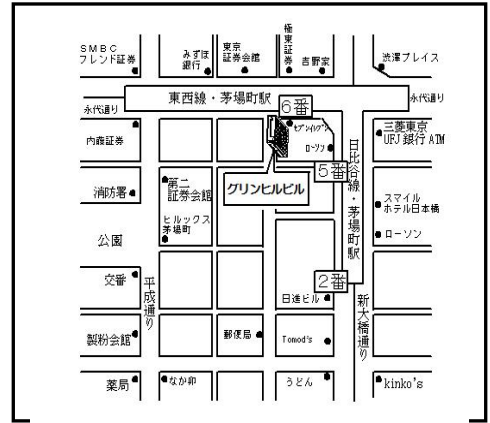 SMBC
フレンド証券
みずほ
銀行
東京
証券会館
極東証券
吉野家
渋澤プレイス
東西線・茅場町駅
永代通り
永代通り
6番
内藤証券
セブンイレブン
ローソン
三菱東京
UFJ銀行ATM
5番
日比谷線・茅場町駅
グリンヒルビル
消防署
第二
証券会館
ヒルックス
茅場町
スマイル
ホテル日本橋
ローソン
公園
交番
平成通り
2番
日進ビル
新大橋通り
製粉会館
郵便局
Tomod's
薬局
なか卯
うどん
kinko's